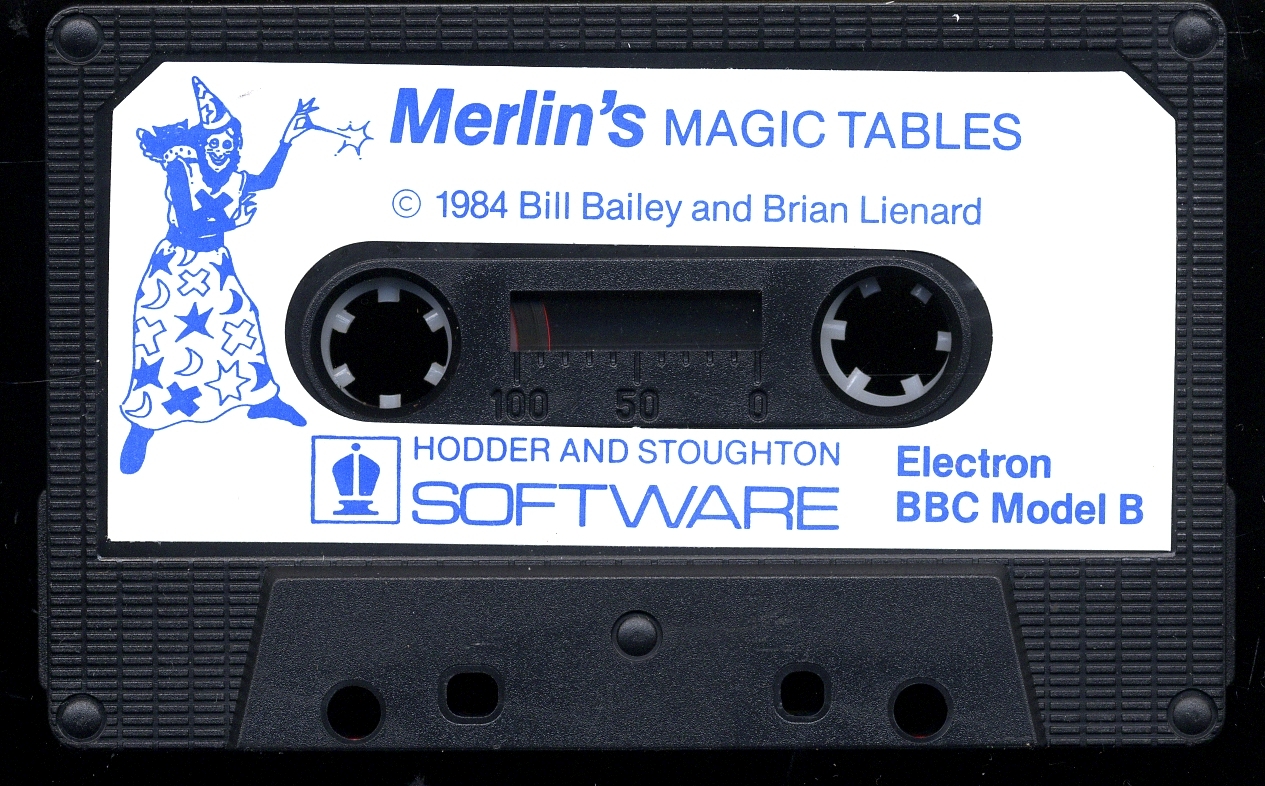 Merlin's MAGIC TABLES
© 1984 Bill Bailey and Brian Lienard
100 50 0
HODDER AND STOUGHTON
SOFTWARE
Electron
BBC Model B